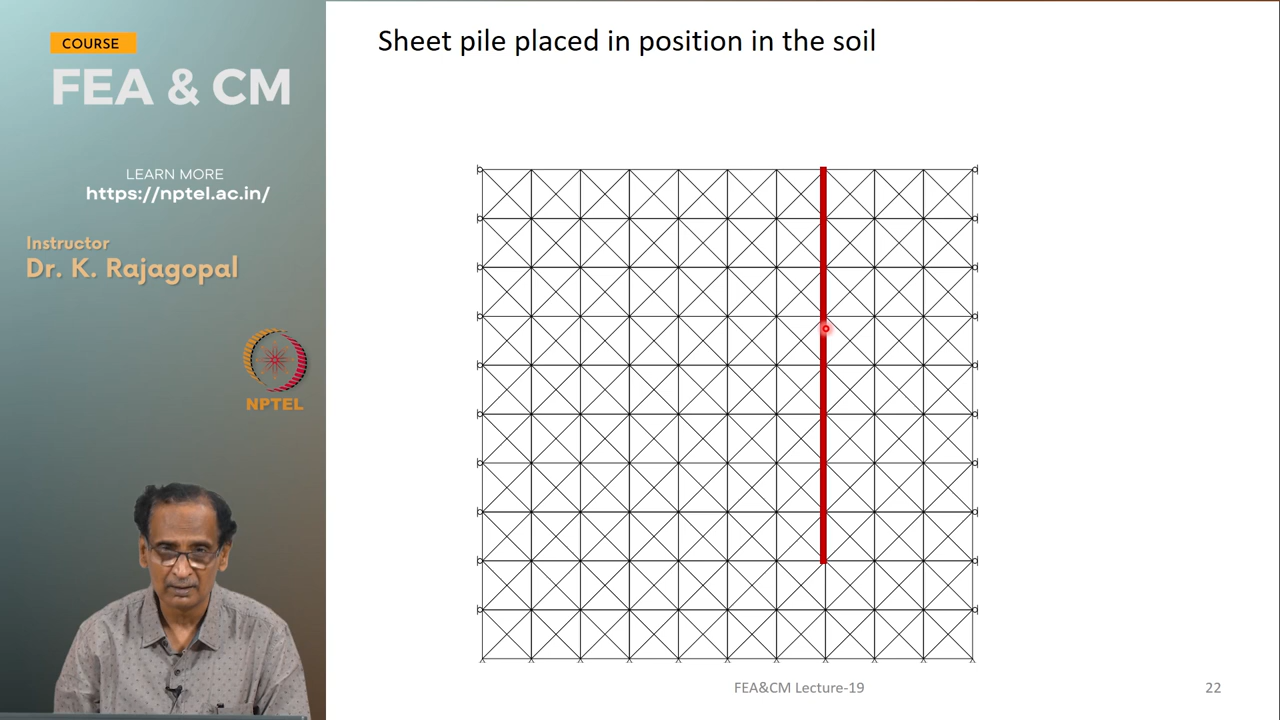 COURSE
FEA & CM
LEARN MORE
https://nptel.ac.in/
Instructor
Dr. K. Rajagopal
NPTEL
Sheet pile placed in position in the soil
FEA&CM Lecture-19
22